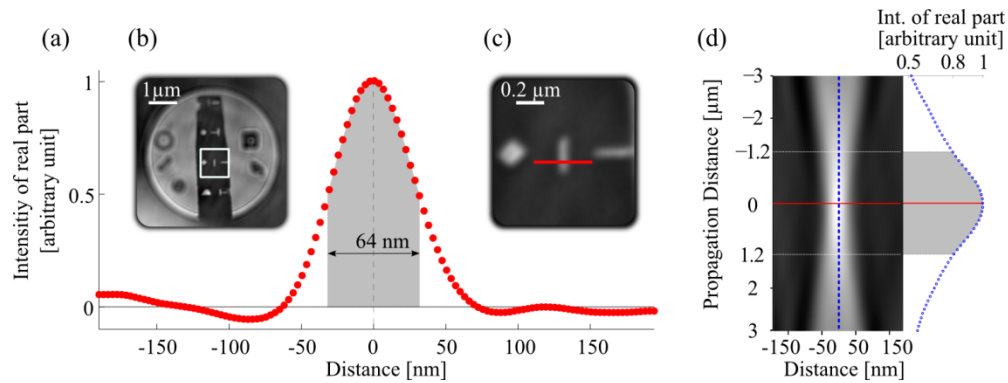 (a)
(b)
(c)
(d)
Int. of real part
[arbitrary unit]
0.5 0.8 1
1µm
0.2 µm
Intensitiy of real part
[arbitrary unit]
1
0.5
0
64 nm
-150 -100 -50 0 50 100 150
Distance [nm]
Propagation Distance [µm]
−3
−2
−1.2
0
1.2
2
3
-150 -50 50 150
Distance [nm]